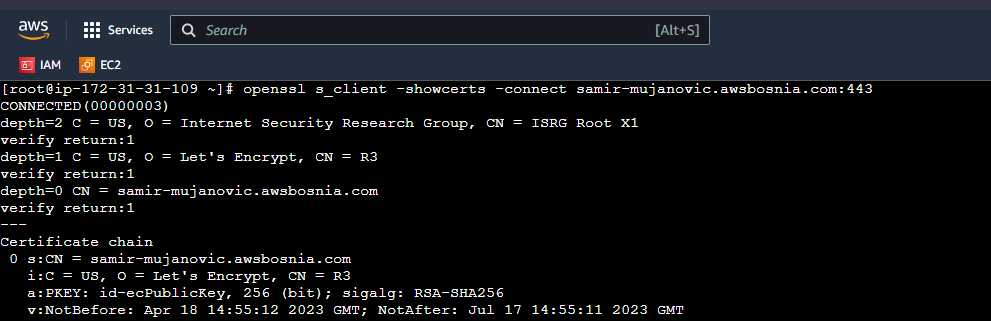 aws
Services
Search
[Alt+S]
IAM
EC2
[root@ip-172-31-31-109 ~]# openssl s_client -showcerts -connect samir-mujanovic.awsbosnia.com:443
CONNECTED(00000003)
depth=2 C = US, O = Internet Security Research Group, CN = ISRG Root X1
verify return:1
depth=1 C = US, O = Let's Encrypt, CN = R3
verify return:1
depth=0 CN = samir-mujanovic.awsbosnia.com
verify return:1
---
Certificate chain
 0 s:CN = samir-mujanovic.awsbosnia.com
   i:C = US, O = Let's Encrypt, CN = R3
   a:PKEY: id-ecPublicKey, 256 (bit); sigalg: RSA-SHA256
   v:NotBefore: Apr 18 14:55:12 2023 GMT; NotAfter: Jul 17 14:55:11 2023 GMT